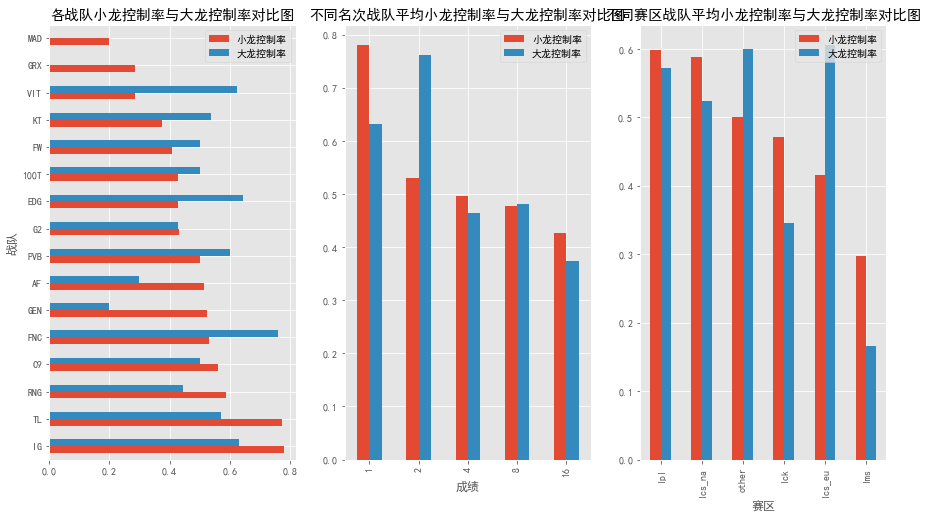 各战队小龙控制率与大龙控制率对比图
小龙控制率
大龙控制率
战队
MAD
GRX
VIT
KT
FW
100T
EDG
G2
PVB
AF
GEN
FNC
C9
RNG
TL
IG
0.0 0.2 0.4 0.6 0.8
不同名次战队平均小龙控制率与大龙控制率对比图
小龙控制率
大龙控制率
0.8
0.7
0.6
0.5
0.4
0.3
0.2
0.1
0.0
1 2 4 8 16
成绩
不同赛区战队平均小龙控制率与大龙控制率对比图
小龙控制率
大龙控制率
0.6
0.5
0.4
0.3
0.2
0.1
0.0
lpl lcs_na other lck lcs_eu lms
赛区